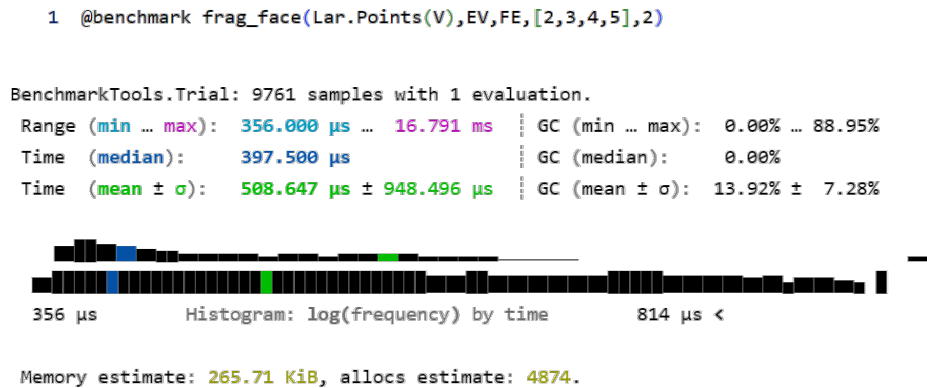 1 @benchmark frag_face(Lar.Points(V),EV,FE,[2,3,4,5],2)
BenchmarkTools.Trial: 9761 samples with 1 evaluation.
Range (min … max): 356.000 μs … 16.791 ms ┊ GC (min … max): 0.00% … 88.95%
Time (median): 397.500 μs ┊ GC (median): 0.00%
Time (mean ± σ): 508.647 μs ± 948.496 μs ┊ GC (mean ± σ): 13.92% ± 7.28%
356 μs Histogram: log(frequency) by time 814 μs <
Memory estimate: 265.71 KiB, allocs estimate: 4874.